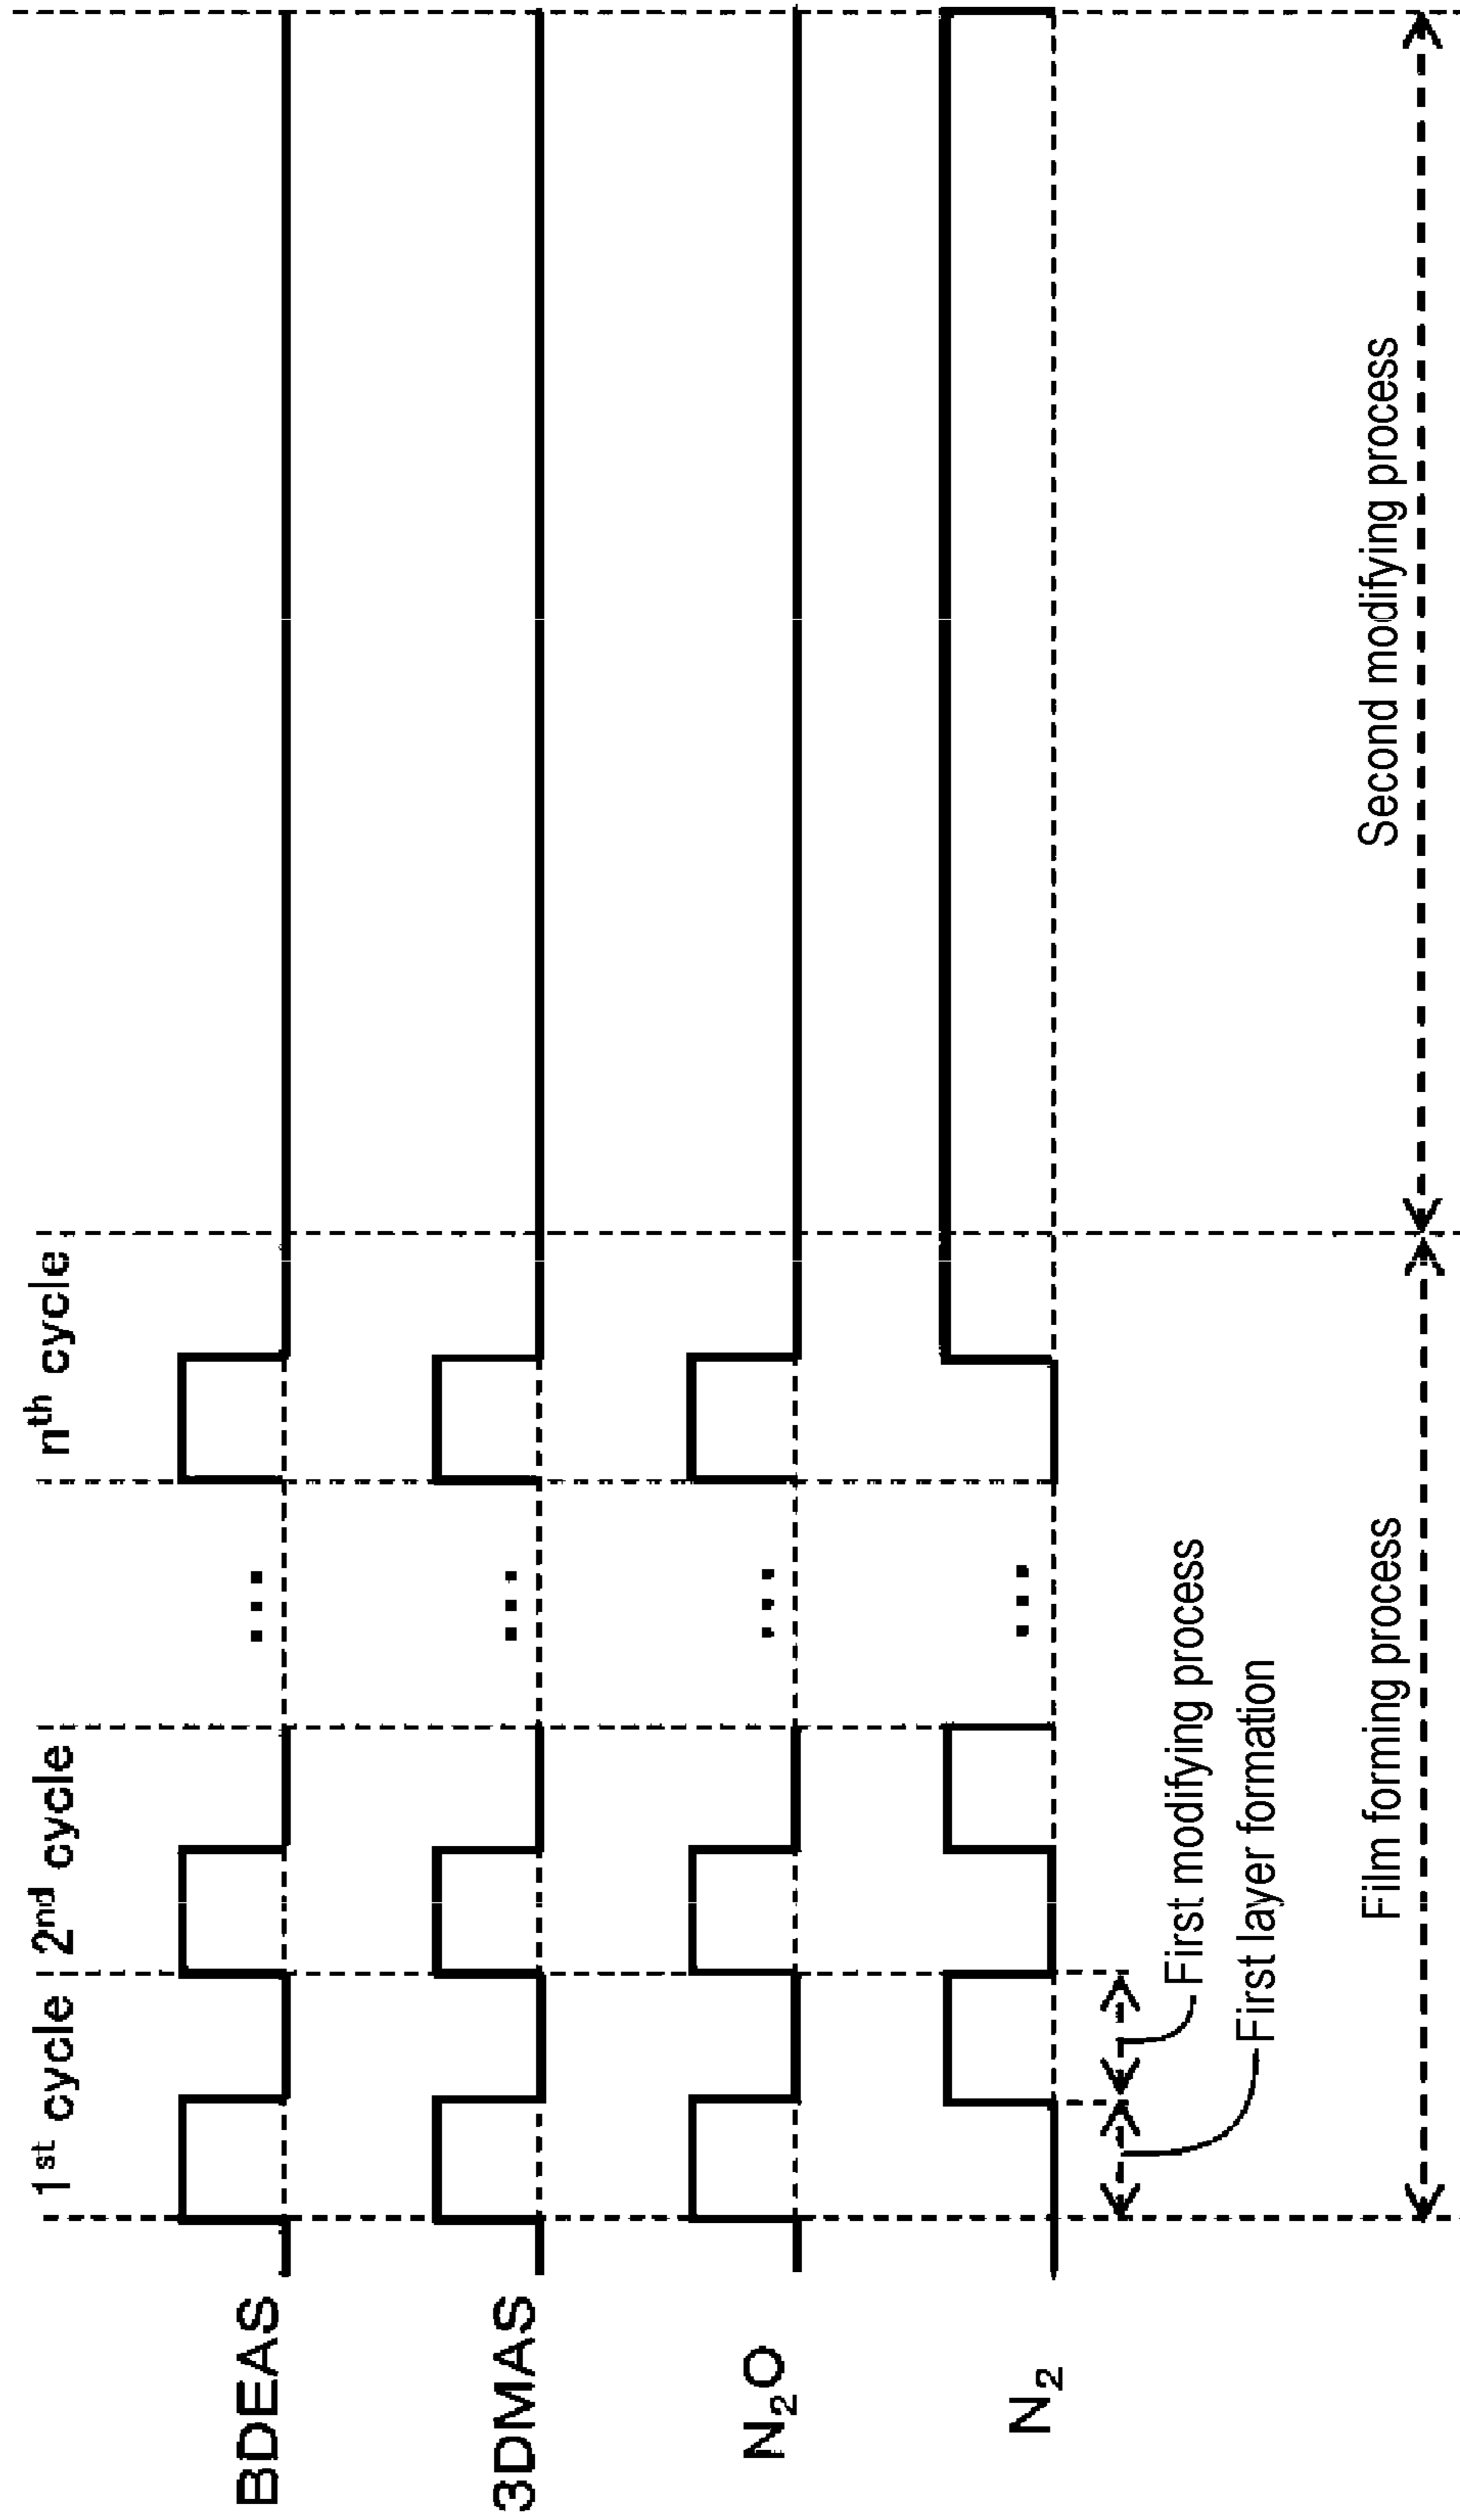 1st cycle
2nd cycle
nth cycle
BDEAS
...
3DMAS
...
N₂O
...
N₂
...
First modifying process
First layer formation
Second modifying process
Film forming process